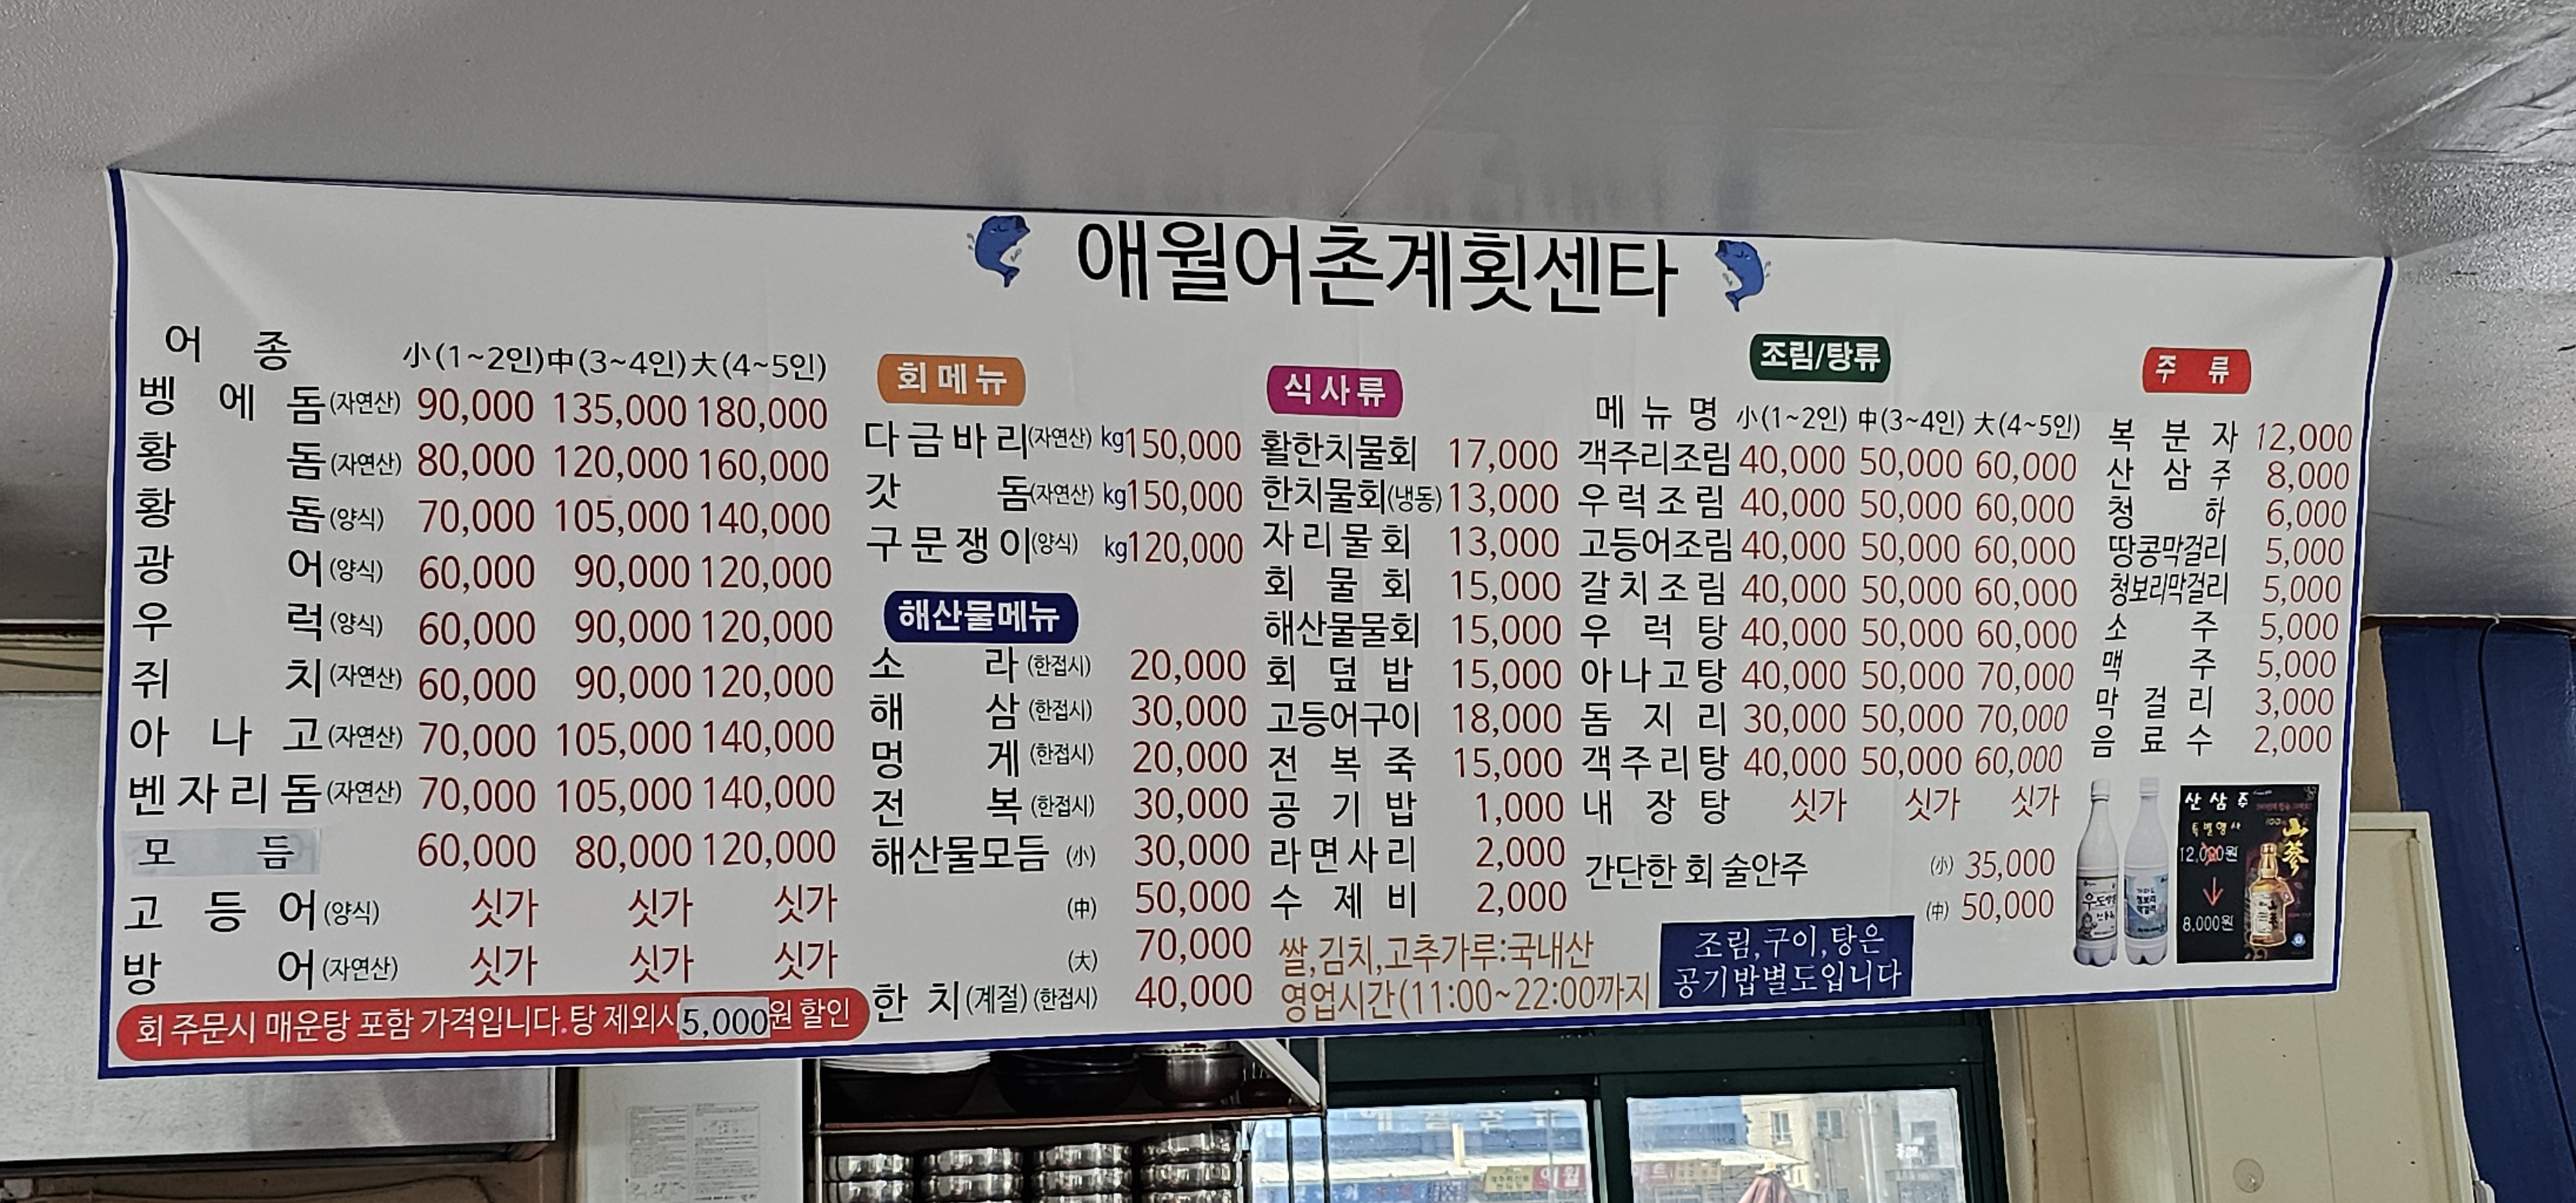 애월어촌계횟센타
어종 小(1~2인) 中(3~4인) 大(4~5인)
벵에돔(자연산) 90,000 135,000 180,000
황돔(자연산) 80,000 120,000 160,000
황돔(양식) 70,000 105,000 140,000
광어(양식) 60,000 90,000 120,000
우럭(양식) 60,000 90,000 120,000
쥐치(자연산) 60,000 90,000 120,000
아나고(자연산) 70,000 105,000 140,000
벤자리돔(자연산) 70,000 105,000 140,000
모듬 60,000 80,000 120,000
고등어(양식) 싯가 싯가 싯가
방어(자연산) 싯가 싯가 싯가
회 주문시 매운탕 포함 가격입니다.탕 제외시 5,000원 할인
회메뉴
다금바리(자연산) kg150,000
갓돔(자연산) kg150,000
구문쟁이(양식) kg120,000
해산물메뉴
소라(한접시) 20,000
해삼(한접시) 30,000
멍게(한접시) 20,000
전복(한접시) 30,000
해산물모듬 (小) 30,000
(中) 50,000
(大) 70,000
한치(계절)(한접시) 40,000
식사류
활한치물회 17,000
한치물회(냉동) 13,000
자리물회 13,000
회물회 15,000
해산물물회 15,000
회덮밥 15,000
고등어구이 18,000
전복죽 15,000
공기밥 1,000
라면사리 2,000
수제비 2,000
쌀,김치,고추가루:국내산
영업시간(11:00~22:00까지
조림/탕류
메뉴명 小(1~2인) 中(3~4인) 大(4~5인)
객주리조림 40,000 50,000 60,000
우럭조림 40,000 50,000 60,000
고등어조림 40,000 50,000 60,000
갈치조림 40,000 50,000 60,000
우럭탕 40,000 50,000 60,000
아나고탕 40,000 50,000 70,000
돔지리 30,000 50,000 70,000
객주리탕 40,000 50,000 60,000
내장탕 싯가 싯가 싯가
간단한 회 술안주 (小) 35,000
(中) 50,000
조림,구이,탕은
공기밥별도입니다
주류
복분자 12,000
산삼주 8,000
청하 6,000
땅콩막걸리 5,000
청보리막걸리 5,000
소주 5,000
맥주 5,000
막걸리 3,000
음료수 2,000
산삼주
특별행사
12,000원
8,000원
山蔘